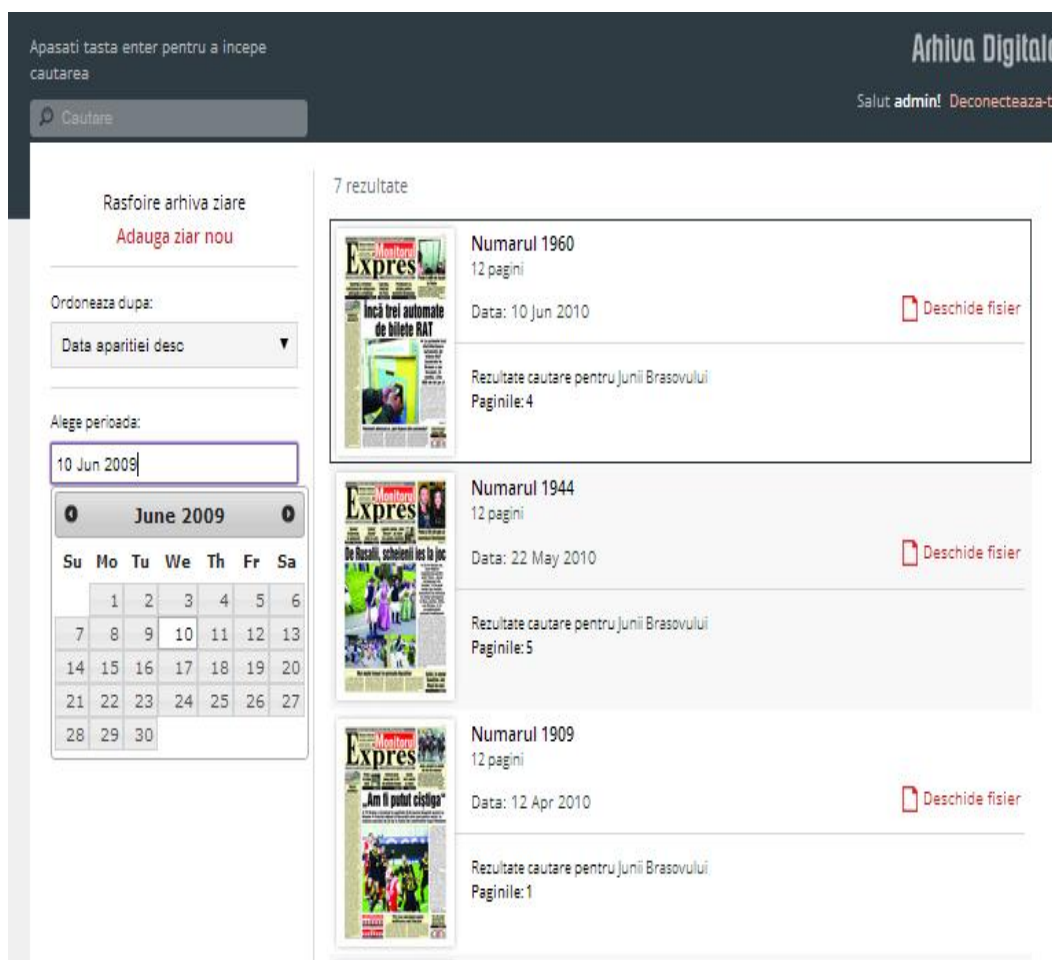 Apasati tasta enter pentru a incepe
cautarea
Cautare
Arhiva Digitala
Salut admin! Deconecteaza-t
Rasfoire arhiva ziare
Adauga ziar nou
Ordoneaza dupa:
Data aparitiei desc
Alege perioada:
10 Jun 2009
June 2009
Su Mo Tu We Th Fr Sa
1 2 3 4 5 6
7 8 9 10 11 12 13
14 15 16 17 18 19 20
21 22 23 24 25 26 27
28 29 30
7 rezultate
Monitorul
Expres
Încă trei automate
de bilete RAT
Numarul 1960
12 pagini
Data: 10 Jun 2010
Deschide fisier
Rezultate cautare pentru Junii Brasovului
Paginile: 4
Monitorul
Expres
De Rusalii, scheienii ies la joc
Numarul 1944
12 pagini
Data: 22 May 2010
Deschide fisier
Rezultate cautare pentru Junii Brasovului
Paginile: 5
Monitorul
Expres
„Am fi putut cîştiga“
Numarul 1909
12 pagini
Data: 12 Apr 2010
Deschide fisier
Rezultate cautare pentru Junii Brasovului
Paginile: 1